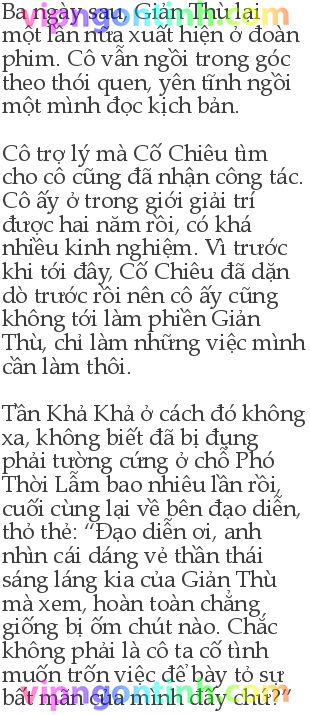 vipngontinh.com
Ba ngày sau, Giản Thù lại
một lần nữa xuất hiện ở đoàn
phim. Cô vẫn ngồi trong góc
theo thói quen, yên tĩnh ngồi
một mình đọc kịch bản.
Cô trợ lý mà Cố Chiêu tìm
cho cô cũng đã nhận công tác.
Cô ấy ở trong giới giải trí
được hai năm rồi, có khá
nhiều kinh nghiệm. Vì trước
khi tới đây, Cố Chiêu đã dặn
dò trước rồi nên cô ấy cũng
không tới làm phiền Giản
Thù, chỉ làm những việc mình
cần làm thôi.
Tân Khả Khả ở cách đó không
xa, không biết đã bị đụng
phải tường cứng ở chỗ Phó
Thời Lẫm bao nhiêu lần rồi,
cuối cùng lại về bên đạo diễn,
thỏ thẻ: “Đạo diễn ơi, anh
nhìn cái dáng vẻ thần thái
sáng láng kia của Giản Thù
mà xem, hoàn toàn chẳng
giống bị ốm chút nào. Chắc
không phải là cô ta cố tình
muốn trốn việc để bày tỏ sự
bất mãn của mình đấy chứ?”
vipngontinh.com